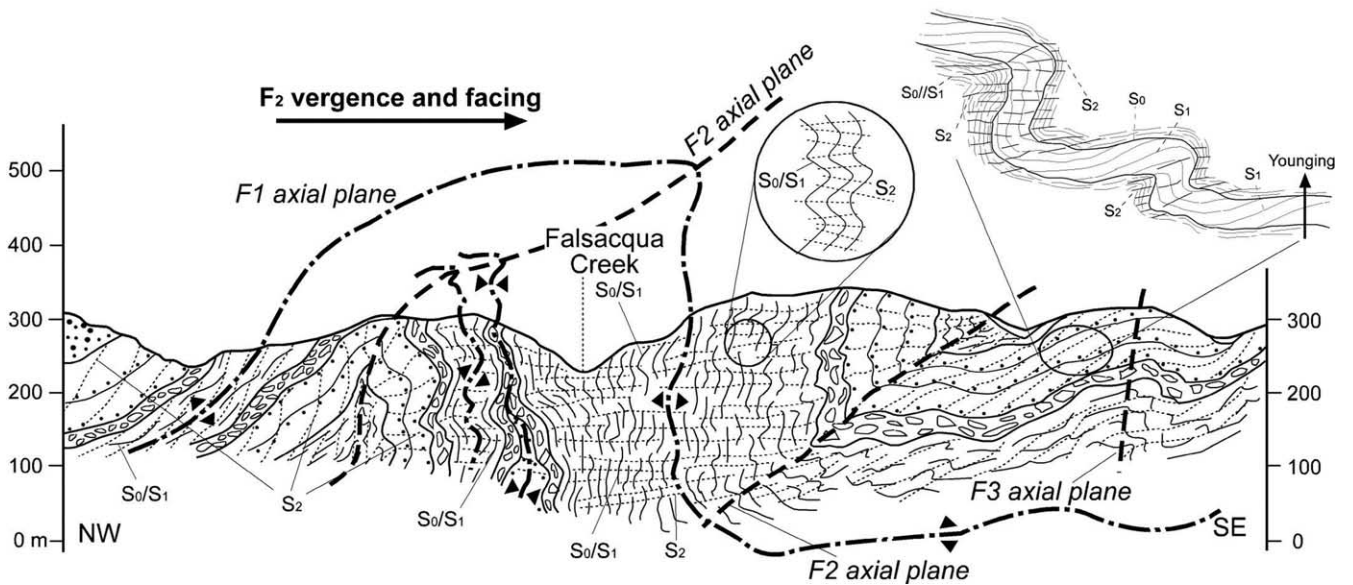 F2 vergence and facing
F2 axial plane
F1 axial plane
S0/S1
S2
S0//S1
S2
S2
S0
S1
S2
S1
Younging
500
400
300
200
100
0 m
NW
Falsacqua
Creek
S0/S1
S0/S1
S2
S0/S1
S0/S1
S2
F2 axial plane
F3 axial plane
SE
300
200
100
0